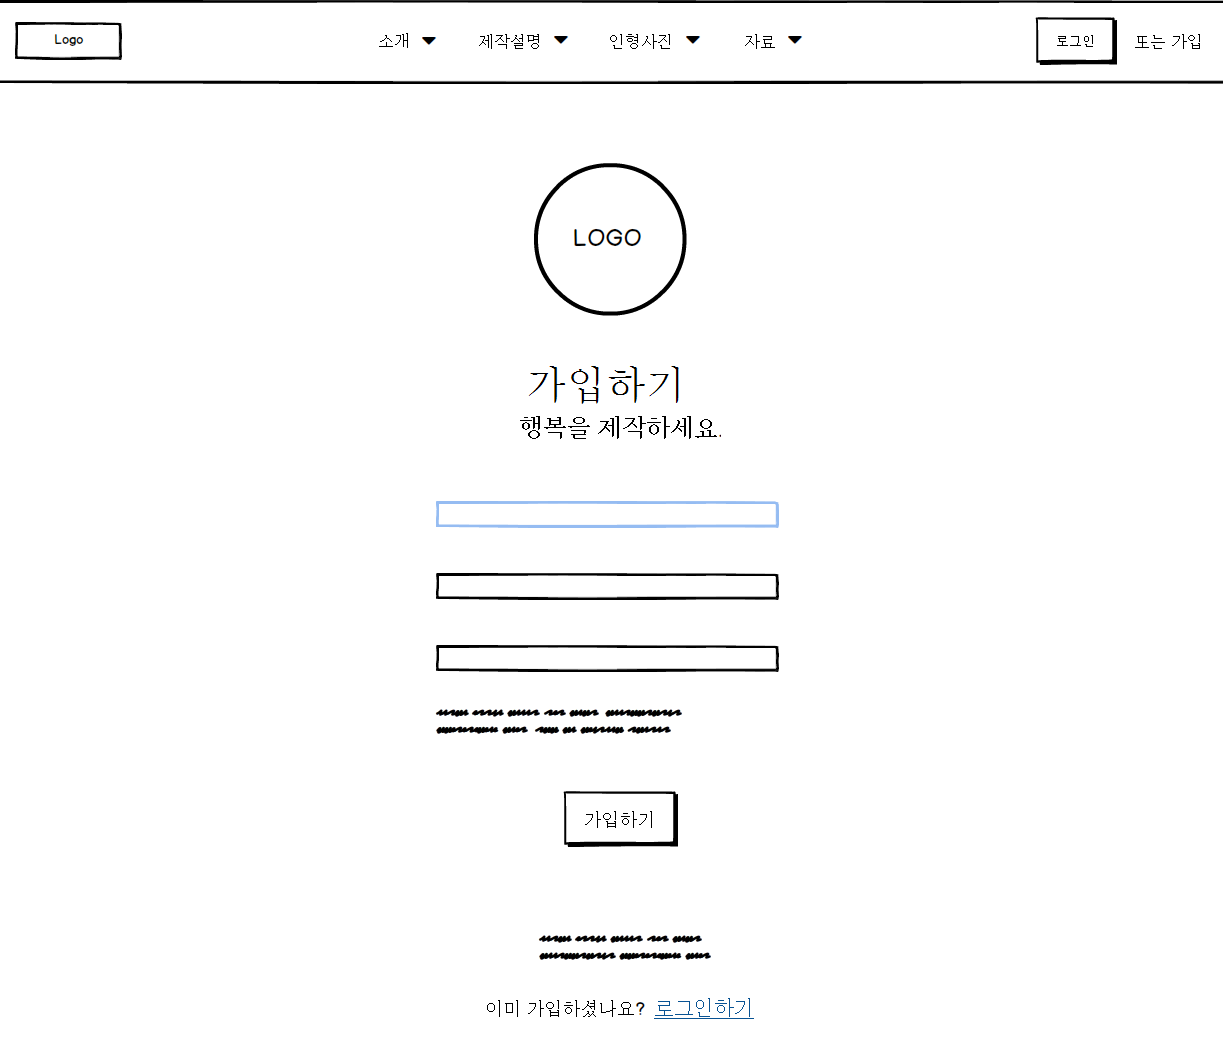 Logo 소개 제작설명 인형사진 자료 로그인 또는 가입
LOGO
가입하기
행복을 제작하세요.
가입하기
이미 가입하셨나요? 로그인하기